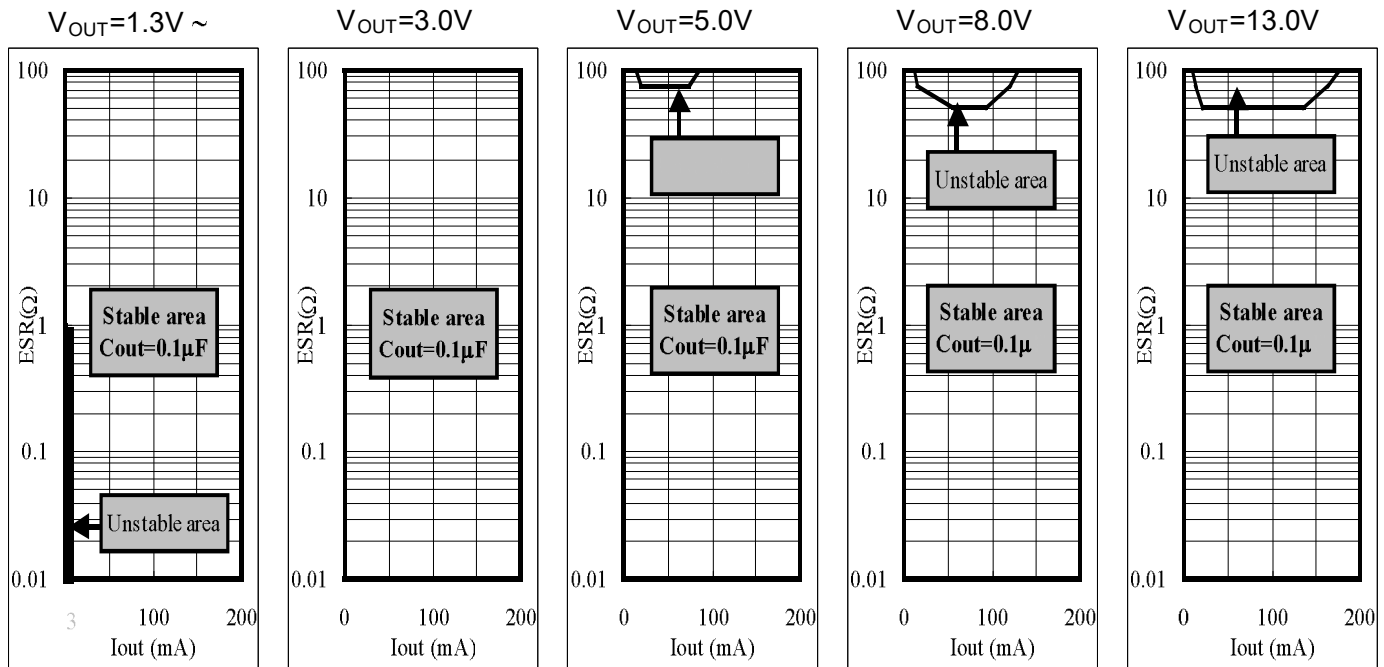 VOUT=1.3V ~
100
10
1
0.1
0.01
ESR(Ω)
Stable area
Cout=0.1µF
Unstable area
3
100
200
Iout (mA)
VOUT=3.0V
100
10
1
0.1
0.01
ESR(Ω)
Stable area
Cout=0.1µF
0
100
200
Iout (mA)
VOUT=5.0V
100
10
1
0.1
0.01
ESR(Ω)
Stable area
Cout=0.1µF
0
100
200
Iout (mA)
VOUT=8.0V
100
10
1
0.1
0.01
ESR(Ω)
Unstable area
Stable area
Cout=0.1µ
0
100
200
Iout (mA)
VOUT=13.0V
100
10
1
0.1
0.01
ESR(Ω)
Unstable area
Stable area
Cout=0.1µ
0
100
200
Iout (mA)